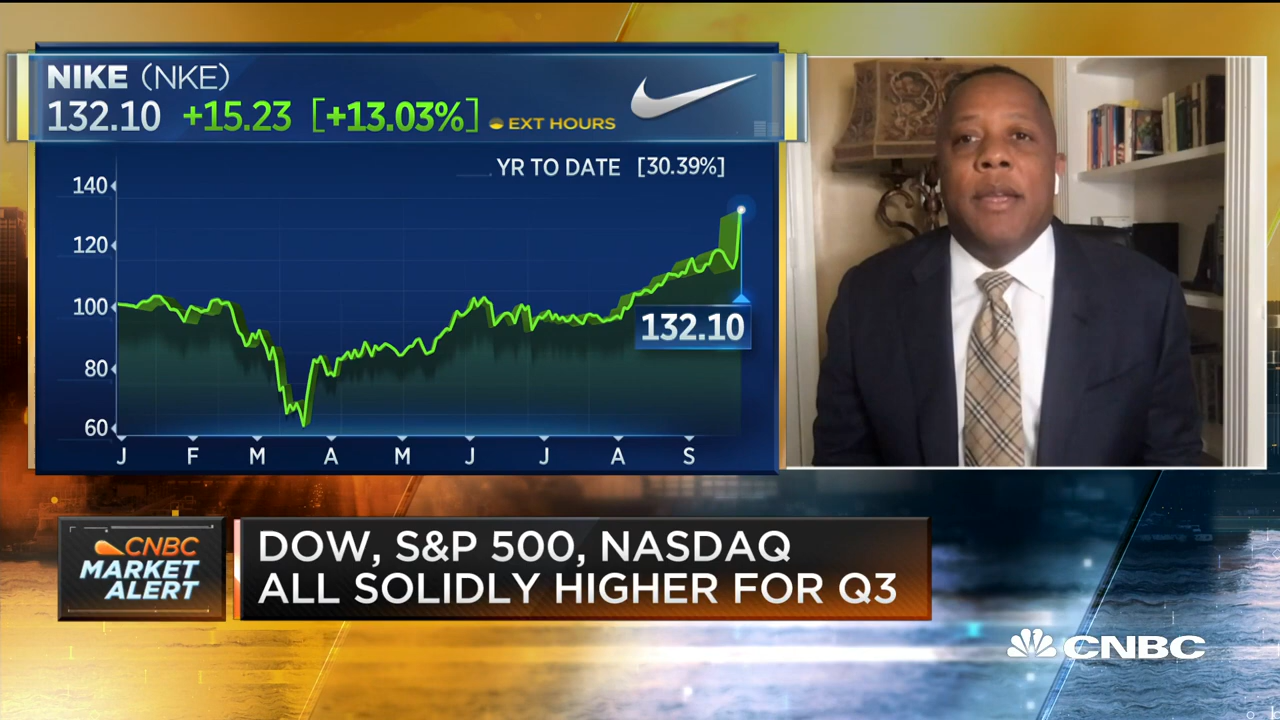 NIKE (NKE)
132.10 +15.23 [+13.03%] EXT HOURS
YR TO DATE [30.39%]
140
120
100
80
60
132.10
J F M A M J J A S
CNBC
MARKET
ALERT
DOW, S&P 500, NASDAQ
ALL SOLIDLY HIGHER FOR Q3
CNBC